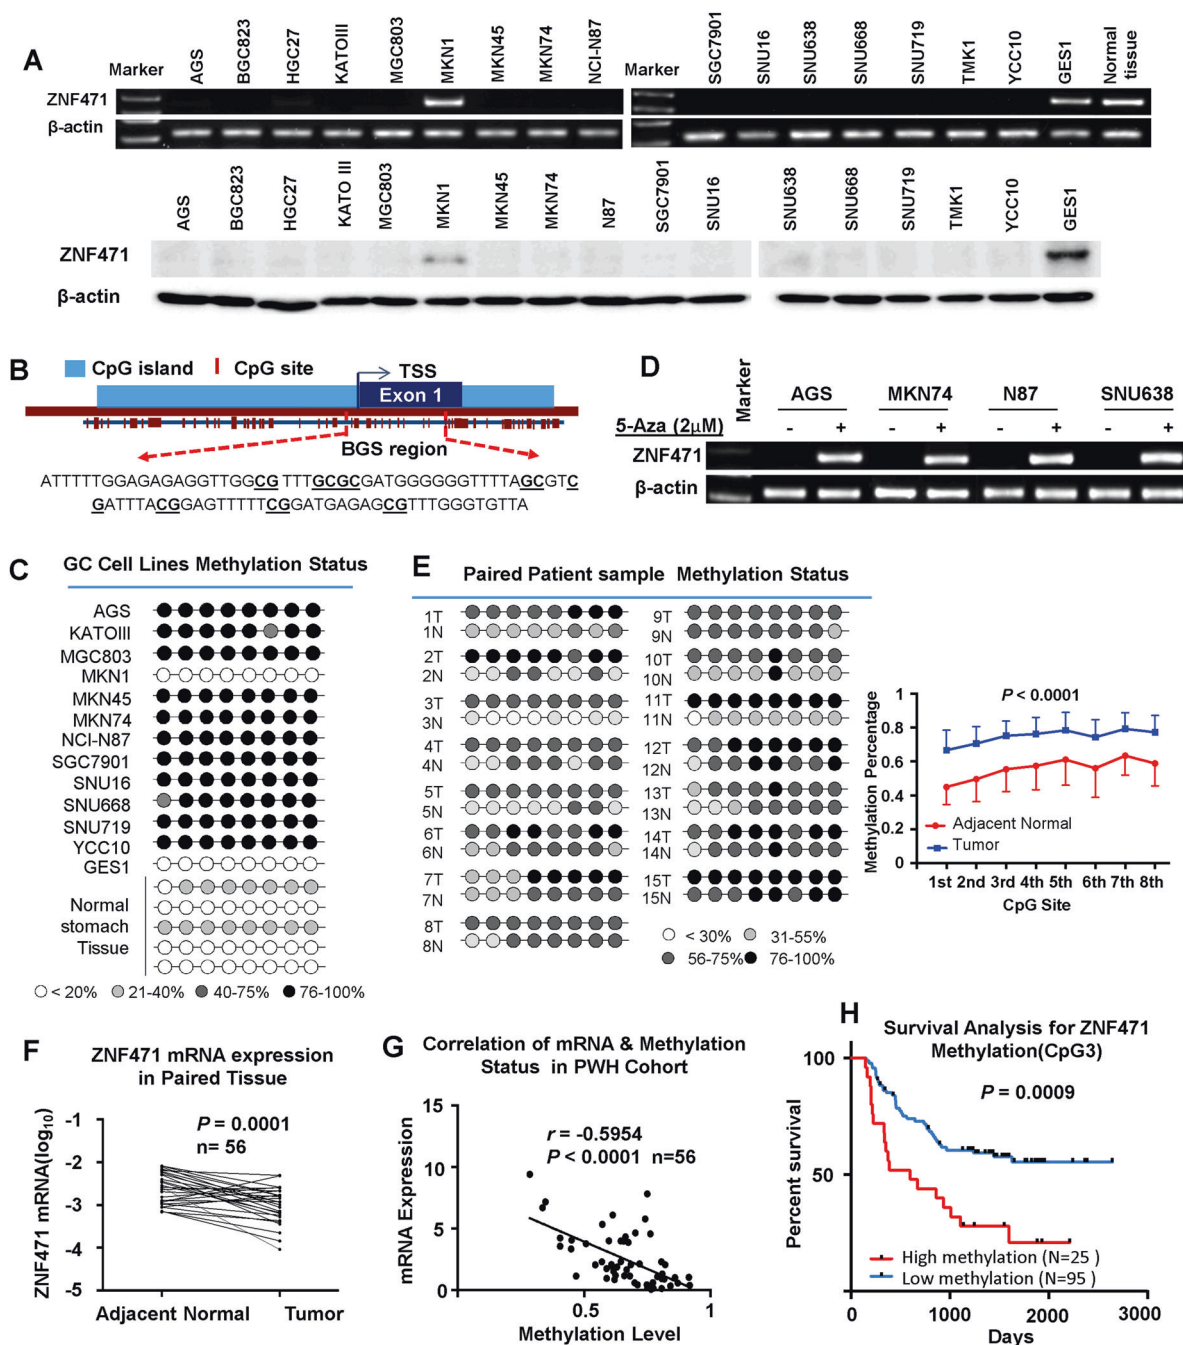 A
Marker AGS BGC823 HGC27 KATOIII MGC803 MKN1 MKN45 MKN74 NCI-N87
Marker SGC7901 SNU16 SNU638 SNU668 SNU719 TMK1 YCC10 GES1 Normal tissue
ZNF471
β-actin
AGS BGC823 HGC27 KATO III MGC803 MKN1 MKN45 MKN74 N87 SGC7901 SNU16 SNU638 SNU668 SNU719 TMK1 YCC10 GES1
ZNF471
β-actin
B
CpG island CpG site TSS
Exon 1
BGS region
ATTTTTGGAGAGAGGTTGGCG TTTGCGCGATGGGGGGTTTTAGCGTC
GATTTACGGAGTTTTTCGGATGAGAGCGTTTGGGTGTTA
D
Marker AGS MKN74 N87 SNU638
5-Aza (2μM) - + - + - + - +
ZNF471
β-actin
C
GC Cell Lines Methylation Status
AGS
KATOIII
MGC803
MKN1
MKN45
MKN74
NCI-N87
SGC7901
SNU16
SNU668
SNU719
YCC10
GES1
Normal
stomach
Tissue
< 20% 21-40% 40-75% 76-100%
E
Paired Patient sample Methylation Status
1T
1N
2T
2N
3T
3N
4T
4N
5T
5N
6T
6N
7T
7N
8T
8N
9T
9N
10T
10N
11T
11N
12T
12N
13T
13N
14T
14N
15T
15N
< 30% 31-55%
56-75% 76-100%
P < 0.0001
Methylation Percentage
1
0.8
0.6
0.4
0.2
0
Adjacent Normal
Tumor
1st 2nd 3rd 4th 5th 6th 7th 8th
CpG Site
F
ZNF471 mRNA expression
in Paired Tissue
P = 0.0001
n= 56
ZNF471 mRNA(log10)
-1
-2
-3
-4
-5
Adjacent Normal Tumor
G
Correlation of mRNA & Methylation
Status in PWH Cohort
r = -0.5954
P < 0.0001 n=56
mRNA Expression
15
10
5
0
0.5 1
Methylation Level
H
Survival Analysis for ZNF471
Methylation(CpG3)
P = 0.0009
Percent survival
100
50
High methylation (N=25 )
Low methylation (N=95 )
0 1000 2000 3000
Days